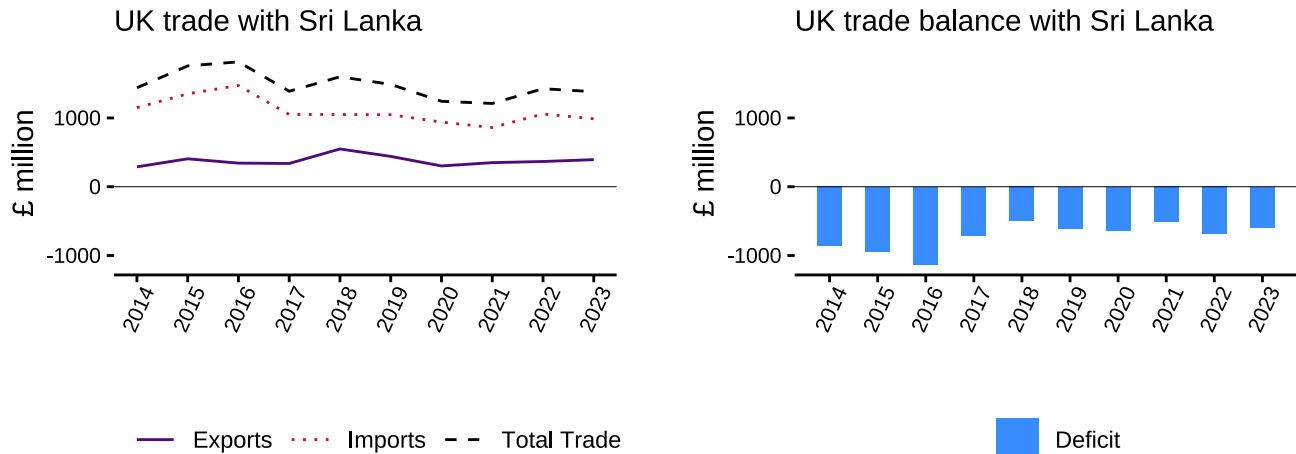 UK trade with Sri Lanka
£ million
1000
0
-1000
2014 2015 2016 2017 2018 2019 2020 2021 2022 2023
Exports Imports Total Trade
UK trade balance with Sri Lanka
£ million
1000
0
-1000
2014 2015 2016 2017 2018 2019 2020 2021 2022 2023
Deficit